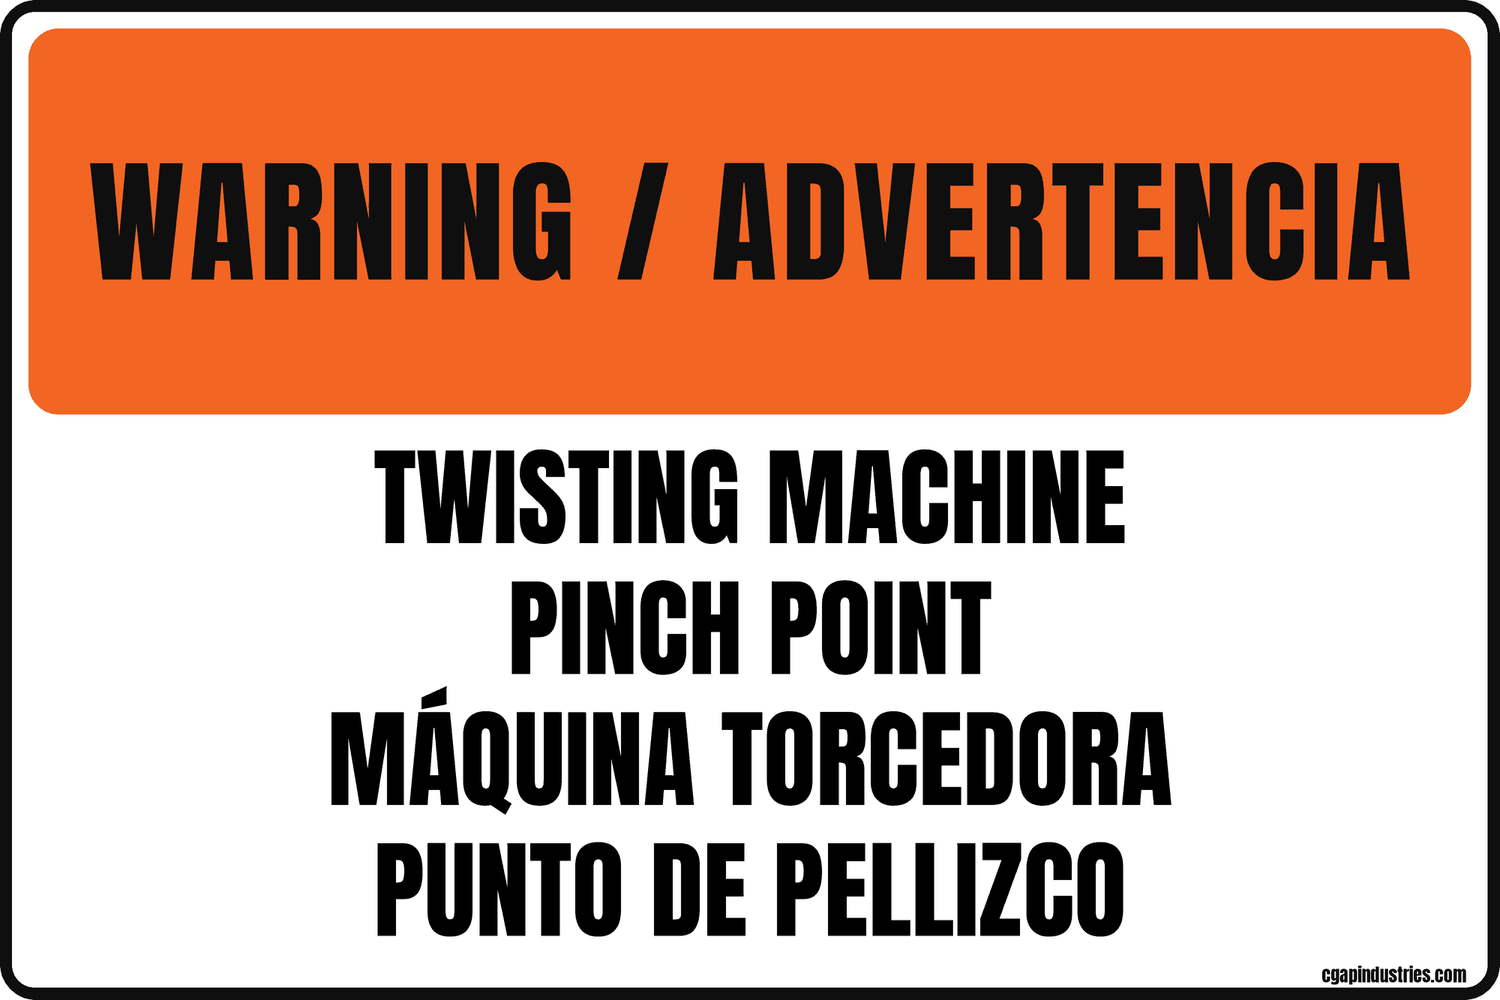 WARNING / ADVERTENCIA
TWISTING MACHINE
PINCH POINT
MÁQUINA TORCEDORA
PUNTO DE PELLIZCO
cgapindustries.com